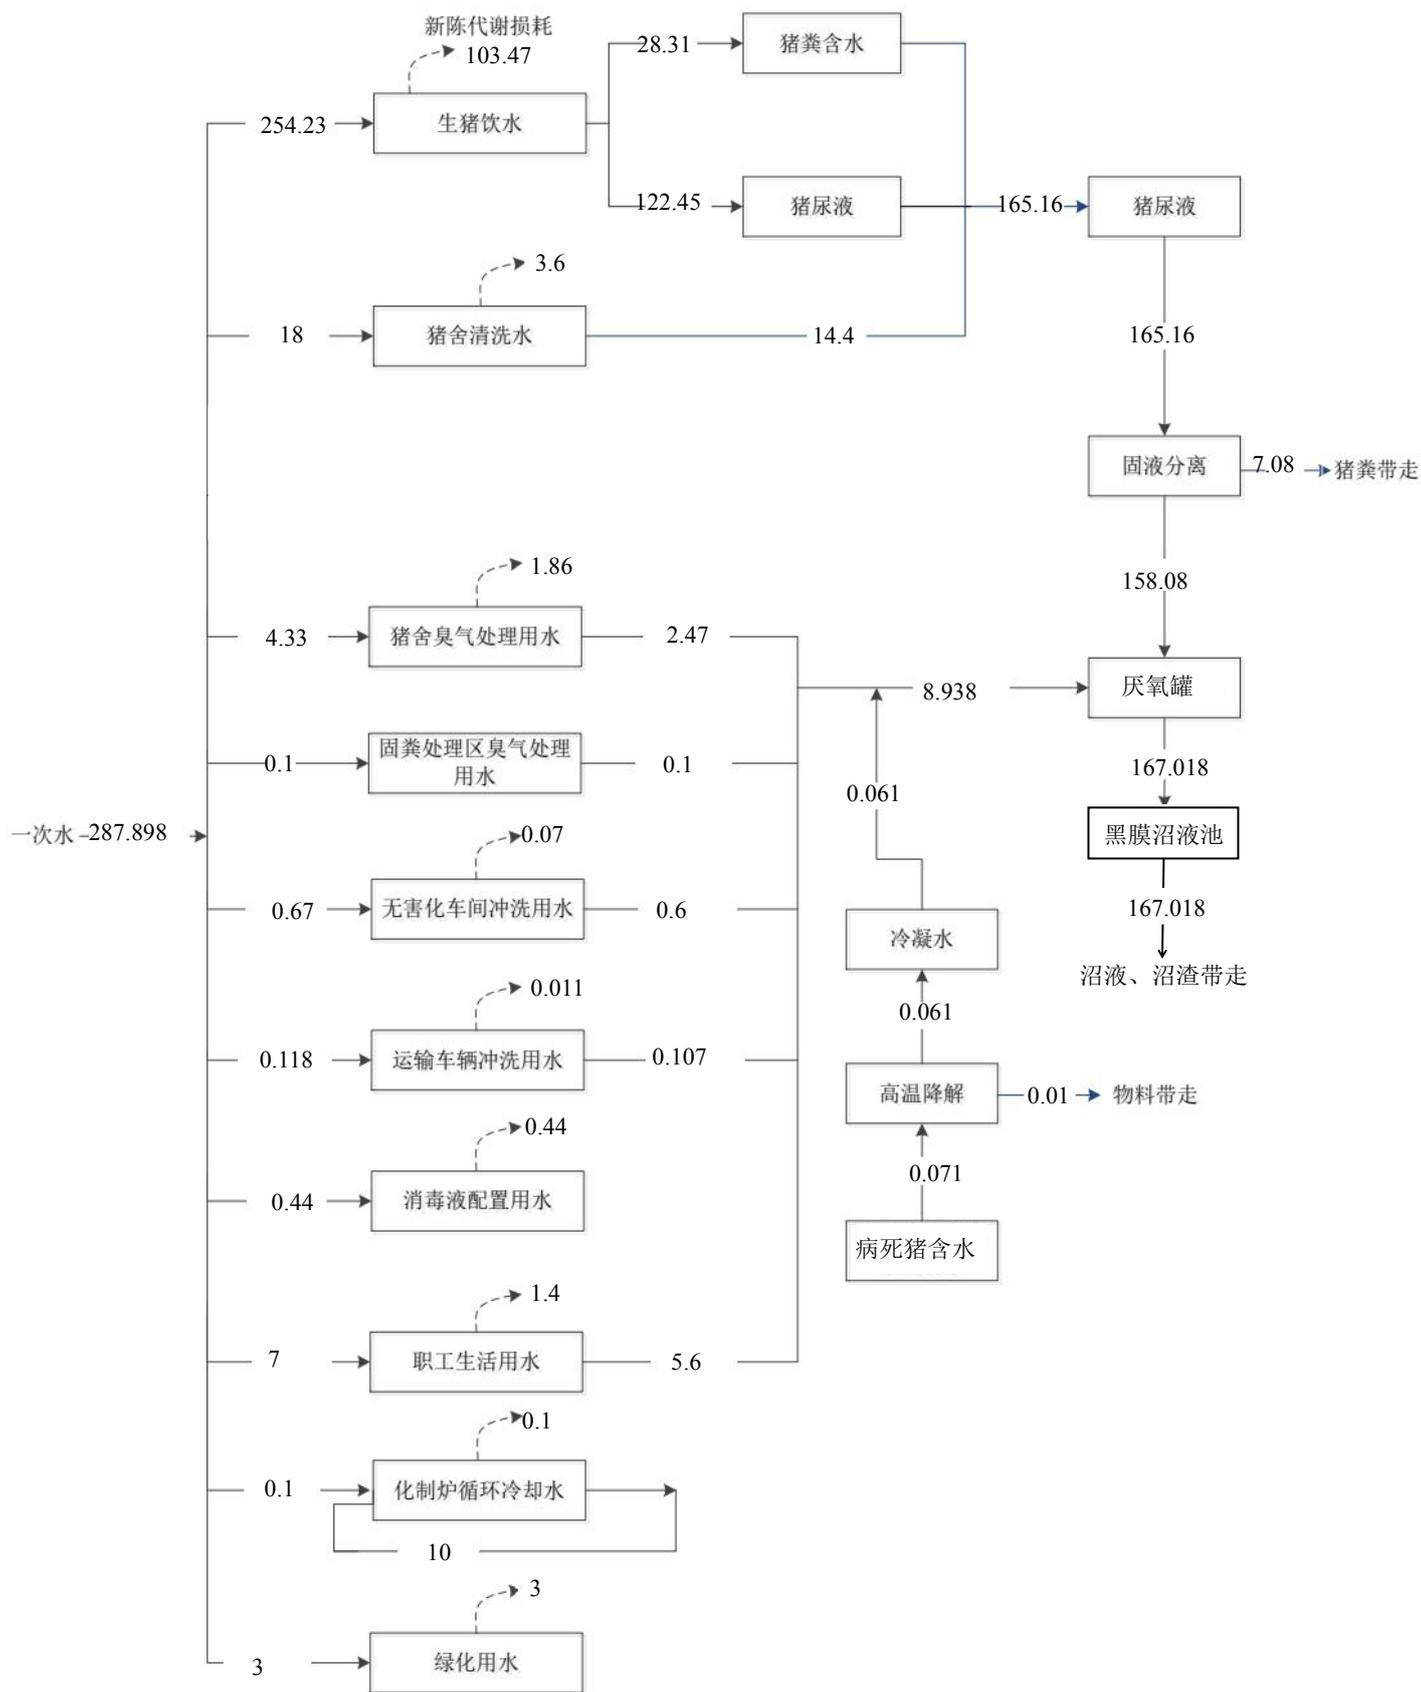 新陈代谢损耗
103.47
28.31
猪粪含水
254.23
生猪饮水
122.45
猪尿液
165.16
猪尿液
3.6
18
猪舍清洗水
14.4
165.16
固液分离
7.08
猪粪带走
1.86
158.08
4.33
猪舍臭气处理用水
2.47
8.938
厌氧罐
0.1
固粪处理区臭气处理
用水
0.1
0.061
167.018
一次水
287.898
0.07
黑膜沼液池
0.67
无害化车间冲洗用水
0.6
167.018
冷凝水
沼液、沼渣带走
0.011
0.061
0.118
运输车辆冲洗用水
0.107
高温降解
0.01
物料带走
0.44
0.071
0.44
消毒液配置用水
病死猪含水
1.4
7
职工生活用水
5.6
0.1
0.1
化制炉循环冷却水
10
3
3
绿化用水